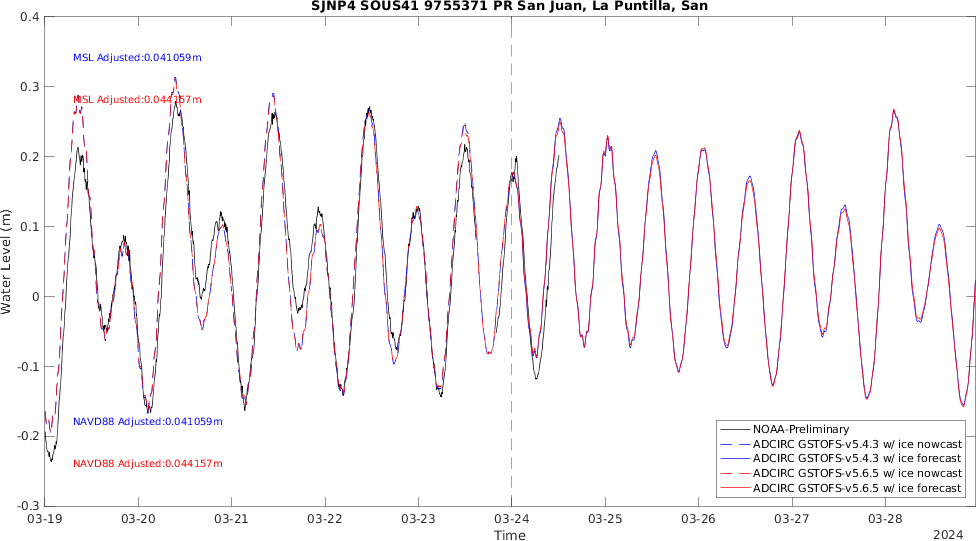 SJNP4 SOUS41 9755371 PR San Juan, La Puntilla, San
0.4
0.3
0.2
0.1
0
-0.1
-0.2
-0.3
Water Level (m)
MSL Adjusted:0.041059m
MSL Adjusted:0.044157m
NAVD88 Adjusted:0.041059m
NAVD88 Adjusted:0.044157m
NOAA-Preliminary
ADCIRC GSTOFS-v5.4.3 w/ ice nowcast
ADCIRC GSTOFS-v5.4.3 w/ ice forecast
ADCIRC GSTOFS-v5.6.5 w/ ice nowcast
ADCIRC GSTOFS-v5.6.5 w/ ice forecast
03-19 03-20 03-21 03-22 03-23 03-24 03-25 03-26 03-27 03-28
Time
2024